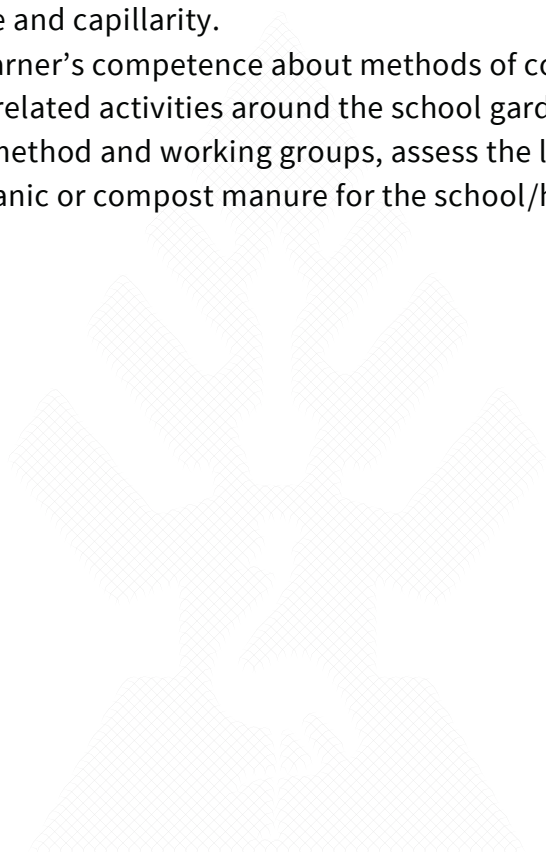 e and capillarity.
arner’s competence about methods of co
related activities around the school gard
method and working groups, assess the l
anic or compost manure for the school/h